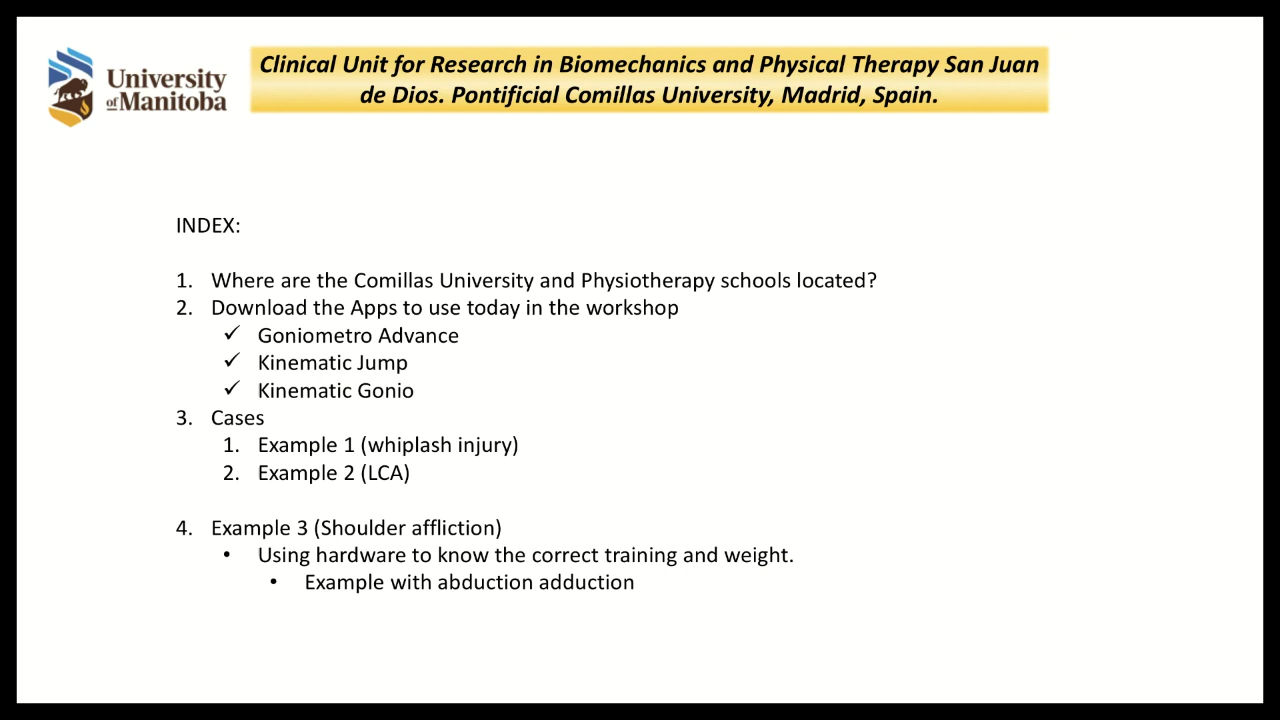 University
of Manitoba
Clinical Unit for Research in Biomechanics and Physical Therapy San Juan
de Dios. Pontificial Comillas University, Madrid, Spain.
INDEX:
1. Where are the Comillas University and Physiotherapy schools located?
2. Download the Apps to use today in the workshop
✓ Goniometro Advance
✓ Kinematic Jump
✓ Kinematic Gonio
3. Cases
1. Example 1 (whiplash injury)
2. Example 2 (LCA)
4. Example 3 (Shoulder affliction)
• Using hardware to know the correct training and weight.
• Example with abduction adduction